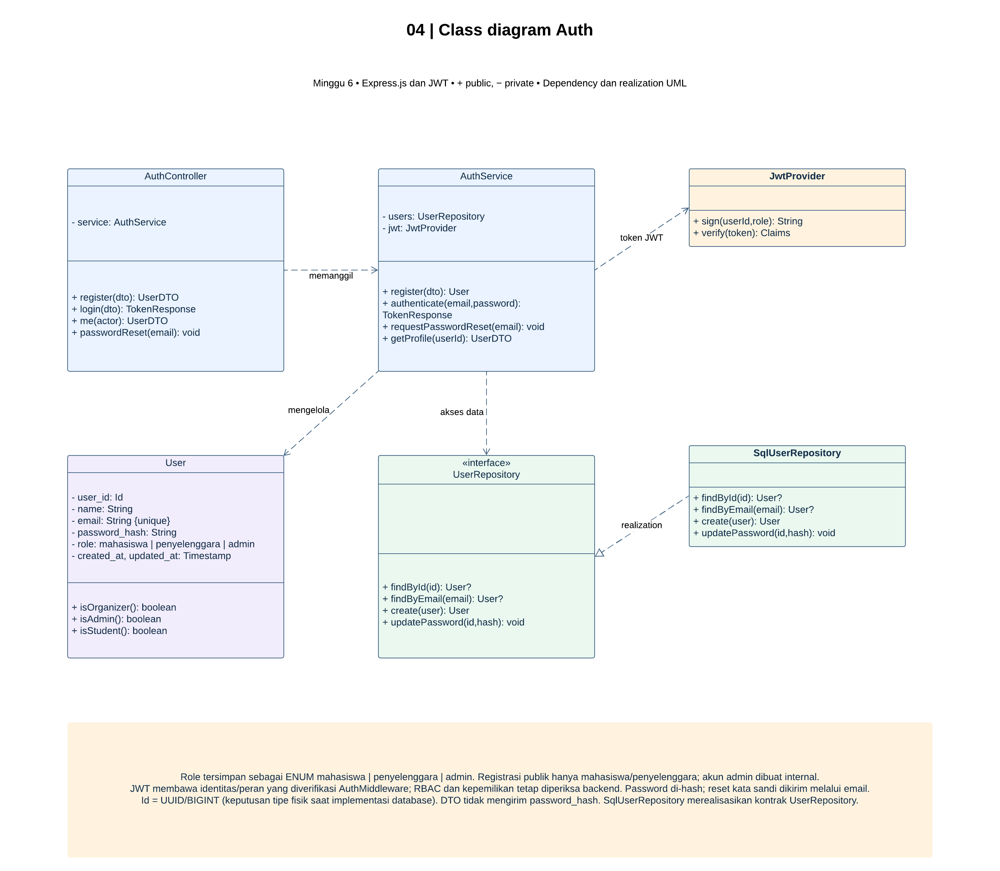 04 | Class diagram Auth
Minggu 6 • Express.js dan JWT • + public, − private • Dependency dan realization UML
AuthController
- service: AuthService
+ register(dto): UserDTO
+ login(dto): TokenResponse
+ me(actor): UserDTO
+ passwordReset(email): void
memanggil
AuthService
- users: UserRepository
- jwt: JwtProvider
+ register(dto): User
+ authenticate(email,password):
TokenResponse
+ requestPasswordReset(email): void
+ getProfile(userId): UserDTO
token JWT
JwtProvider
+ sign(userId,role): String
+ verify(token): Claims
mengelola
akses data
User
- user_id: Id
- name: String
- email: String {unique}
- password_hash: String
- role: mahasiswa | penyelenggara | admin
- created_at, updated_at: Timestamp
+ isOrganizer(): boolean
+ isAdmin(): boolean
+ isStudent(): boolean
«interface»
UserRepository
+ findById(id): User?
+ findByEmail(email): User?
+ create(user): User
+ updatePassword(id,hash): void
realization
SqlUserRepository
+ findById(id): User?
+ findByEmail(email): User?
+ create(user): User
+ updatePassword(id,hash): void
Role tersimpan sebagai ENUM mahasiswa | penyelenggara | admin. Registrasi publik hanya mahasiswa/penyelenggara; akun admin dibuat internal.
JWT membawa identitas/peran yang diverifikasi AuthMiddleware; RBAC dan kepemilikan tetap diperiksa backend. Password di-hash; reset kata sandi dikirim melalui email.
Id = UUID/BIGINT (keputusan tipe fisik saat implementasi database). DTO tidak mengirim password_hash. SqlUserRepository merealisasikan kontrak UserRepository.